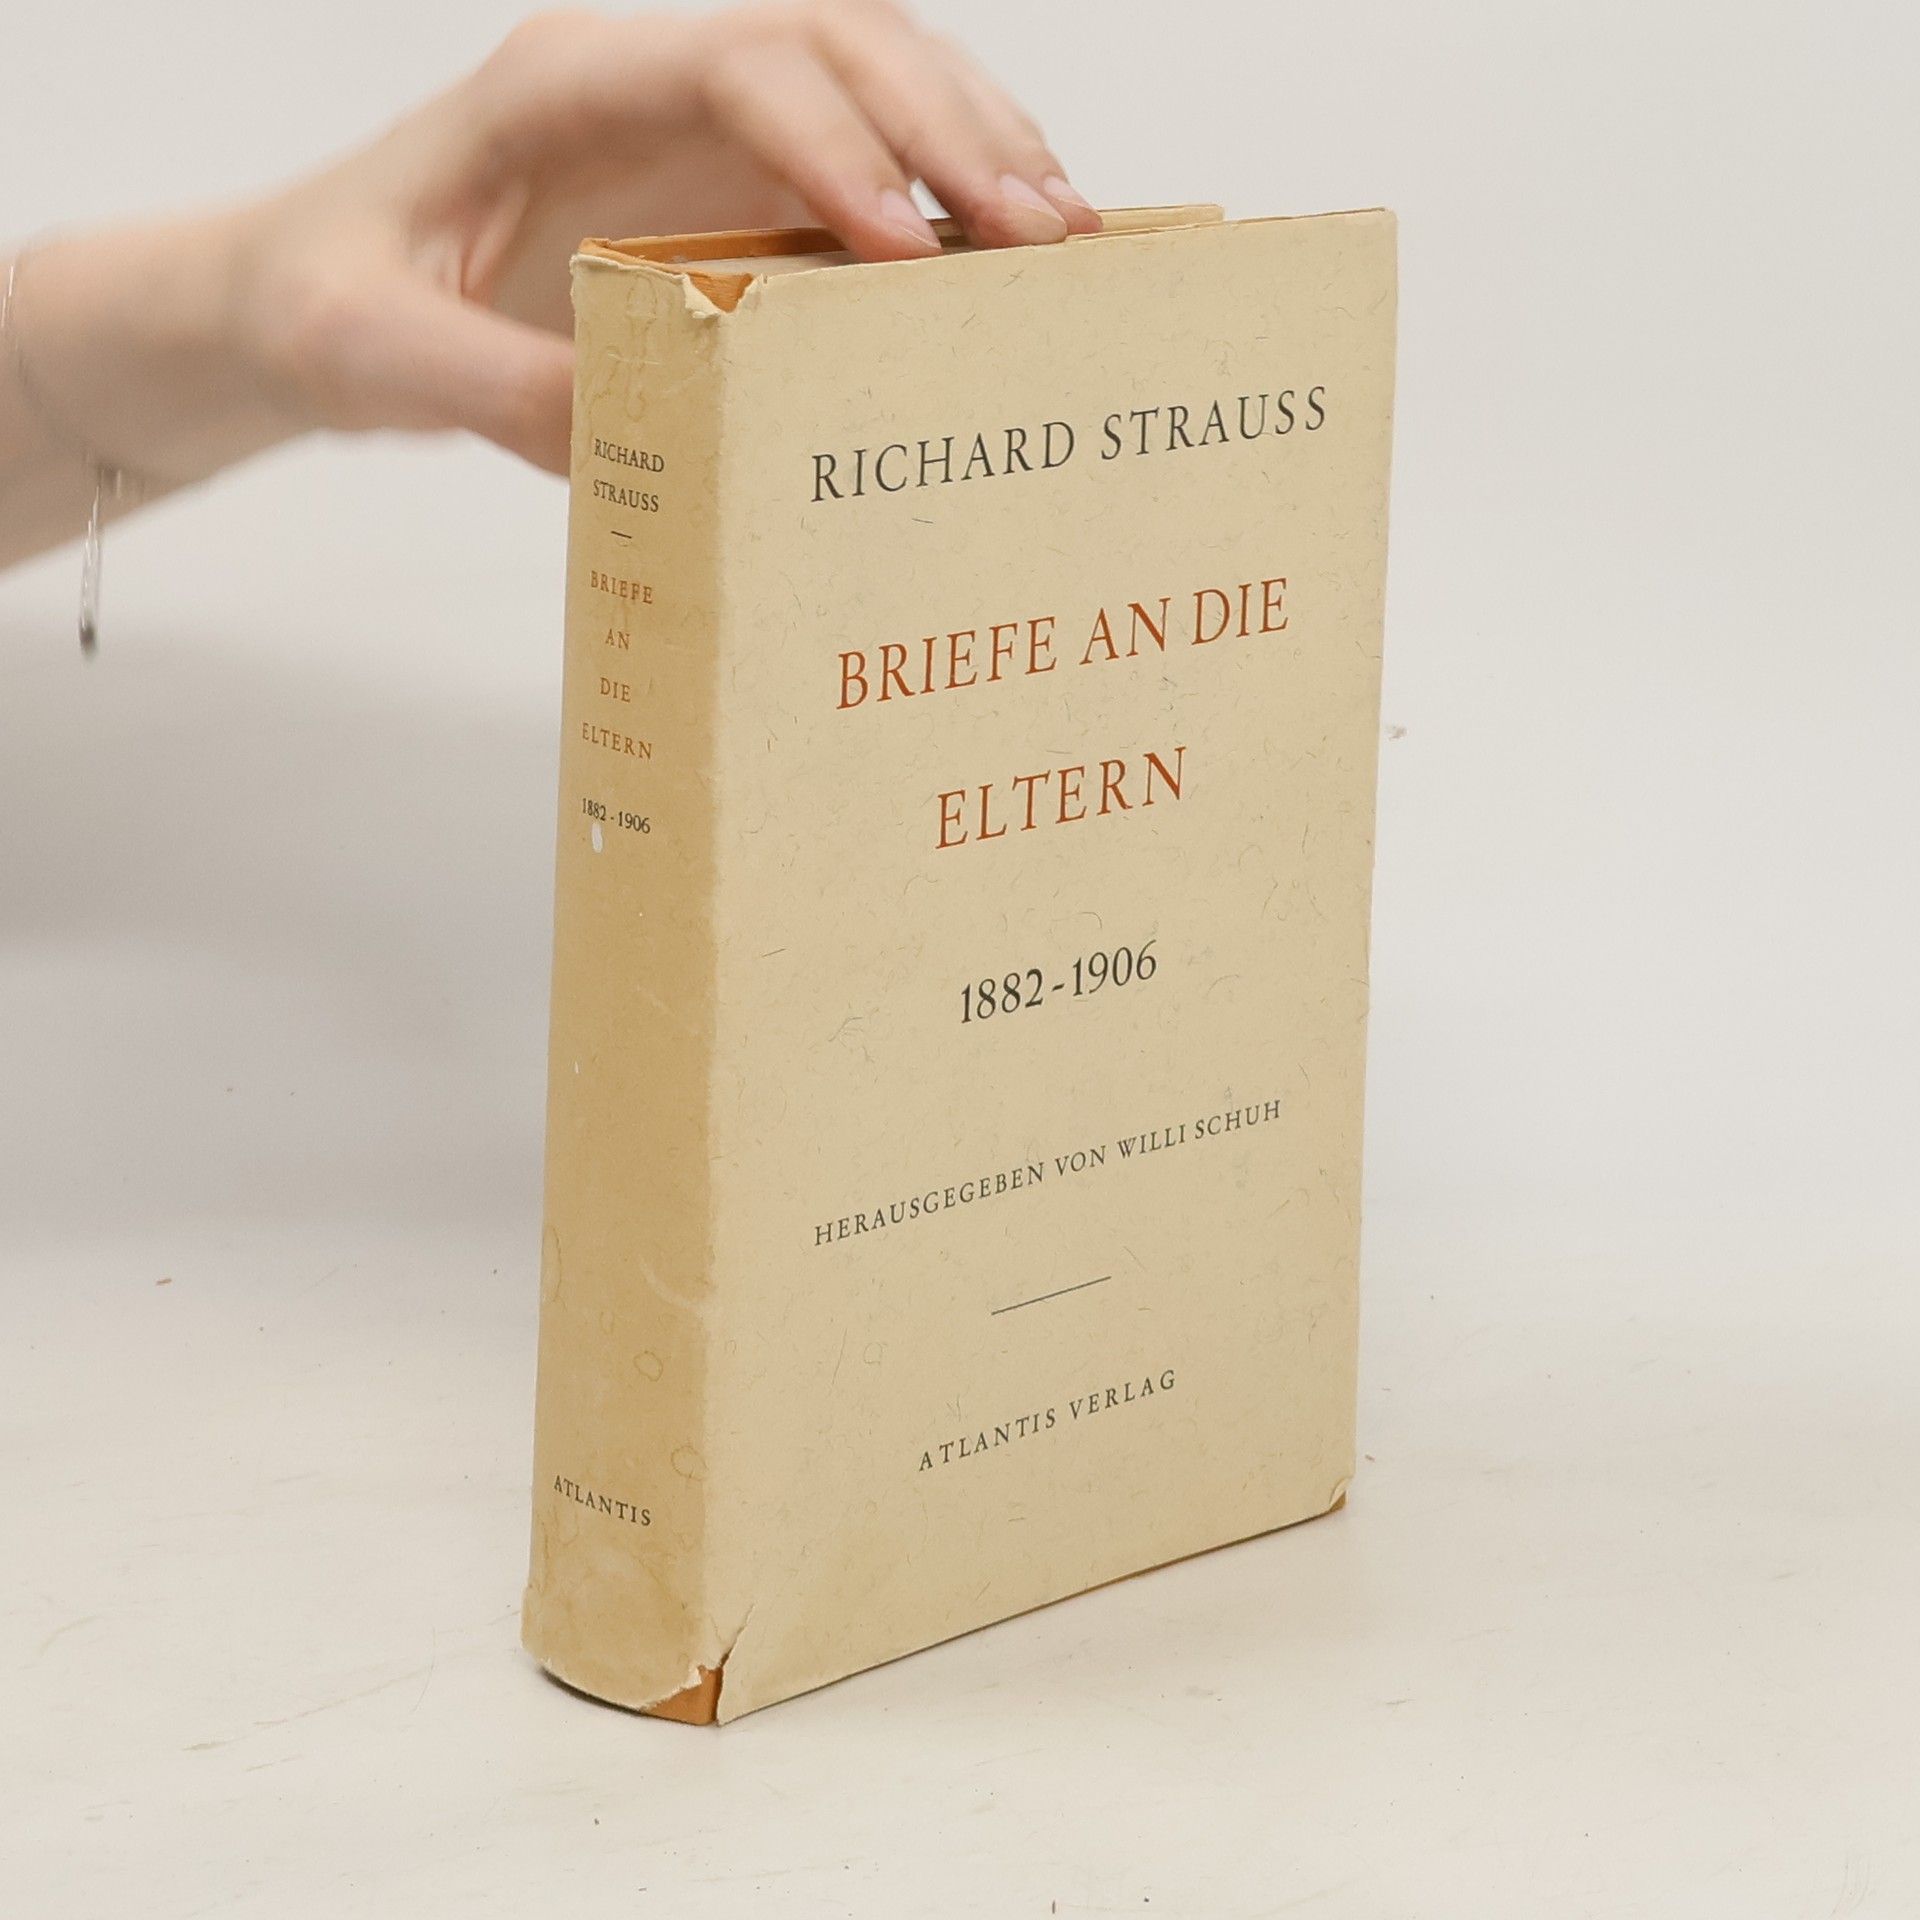 RICHARD
STRAUSS
—
BRIEFE
AN
DIE
ELTERN
1882-1906
ATLANTIS
RICHARD STRAUSS
BRIEFE AN DIE
ELTERN
1882-1906
HERAUSGEGEBEN VON WILLI SCHUH
ATLANTIS VERLAG